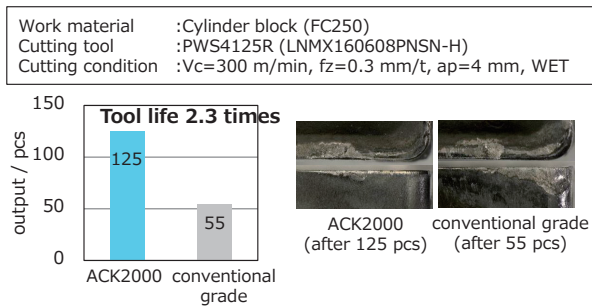 Work material :Cylinder block (FC250)
Cutting tool :PWS4125R (LNMX160608PNSN-H)
Cutting condition :Vc=300 m/min, fz=0.3 mm/t, ap=4 mm, WET
Tool life 2.3 times
output / pcs
150
100
50
0
125
55
ACK2000
conventional
grade
ACK2000
(after 125 pcs)
conventional grade
(after 55 pcs)